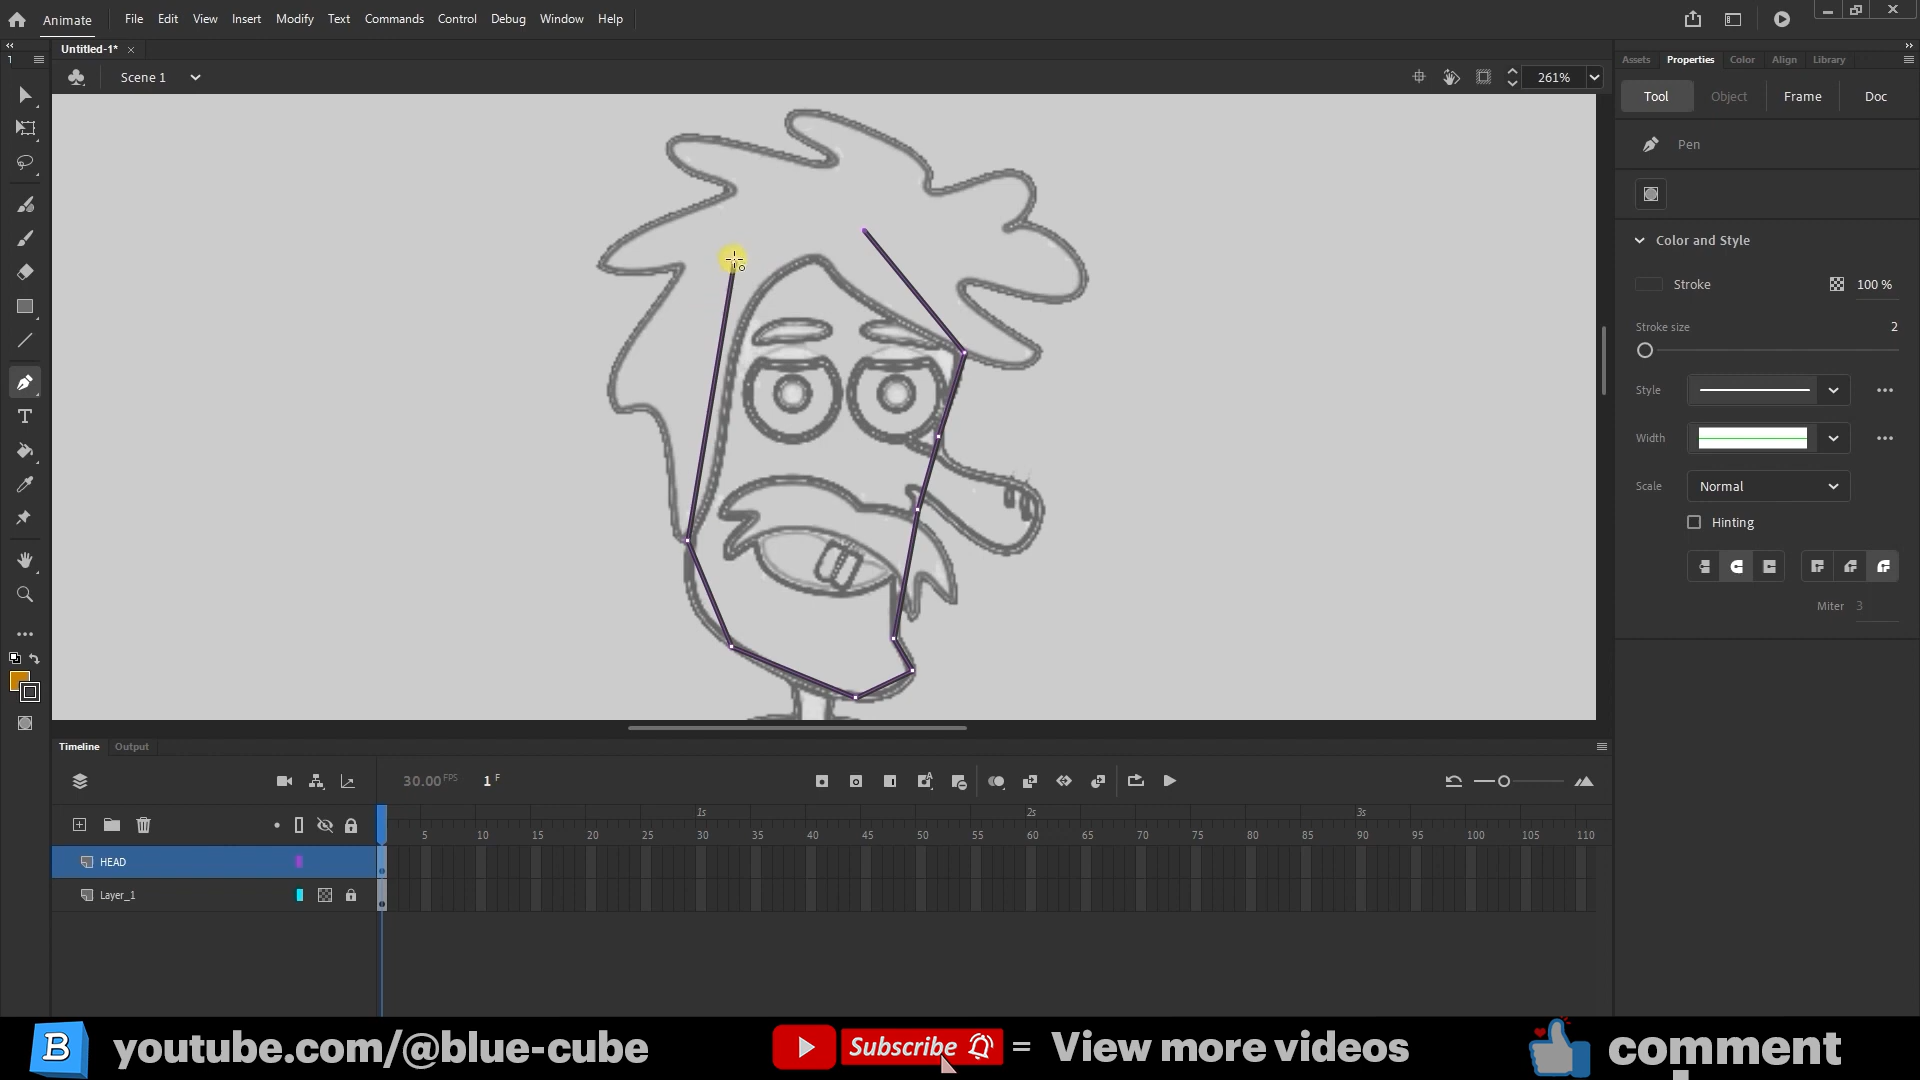 Animate File Edit View Insert Modify Text Commands Control Debug Window Help
Untitled-1*
1
Scene 1
261%
Assets Properties Color Align Library
Tool Object Frame Doc
Pen
Color and Style
Stroke 100 %
Stroke size 2
Style
Width
Scale Normal
Hinting
Miter 3
T
Timeline Output
30.00 FPS 1 F
1s 2s 3s
5 10 15 20 25 30 35 40 45 50 55 60 65 70 75 80 85 90 95 100 105 110
HEAD
Layer_1
B youtube.com/@blue-cube Subscribe = View more videos comment